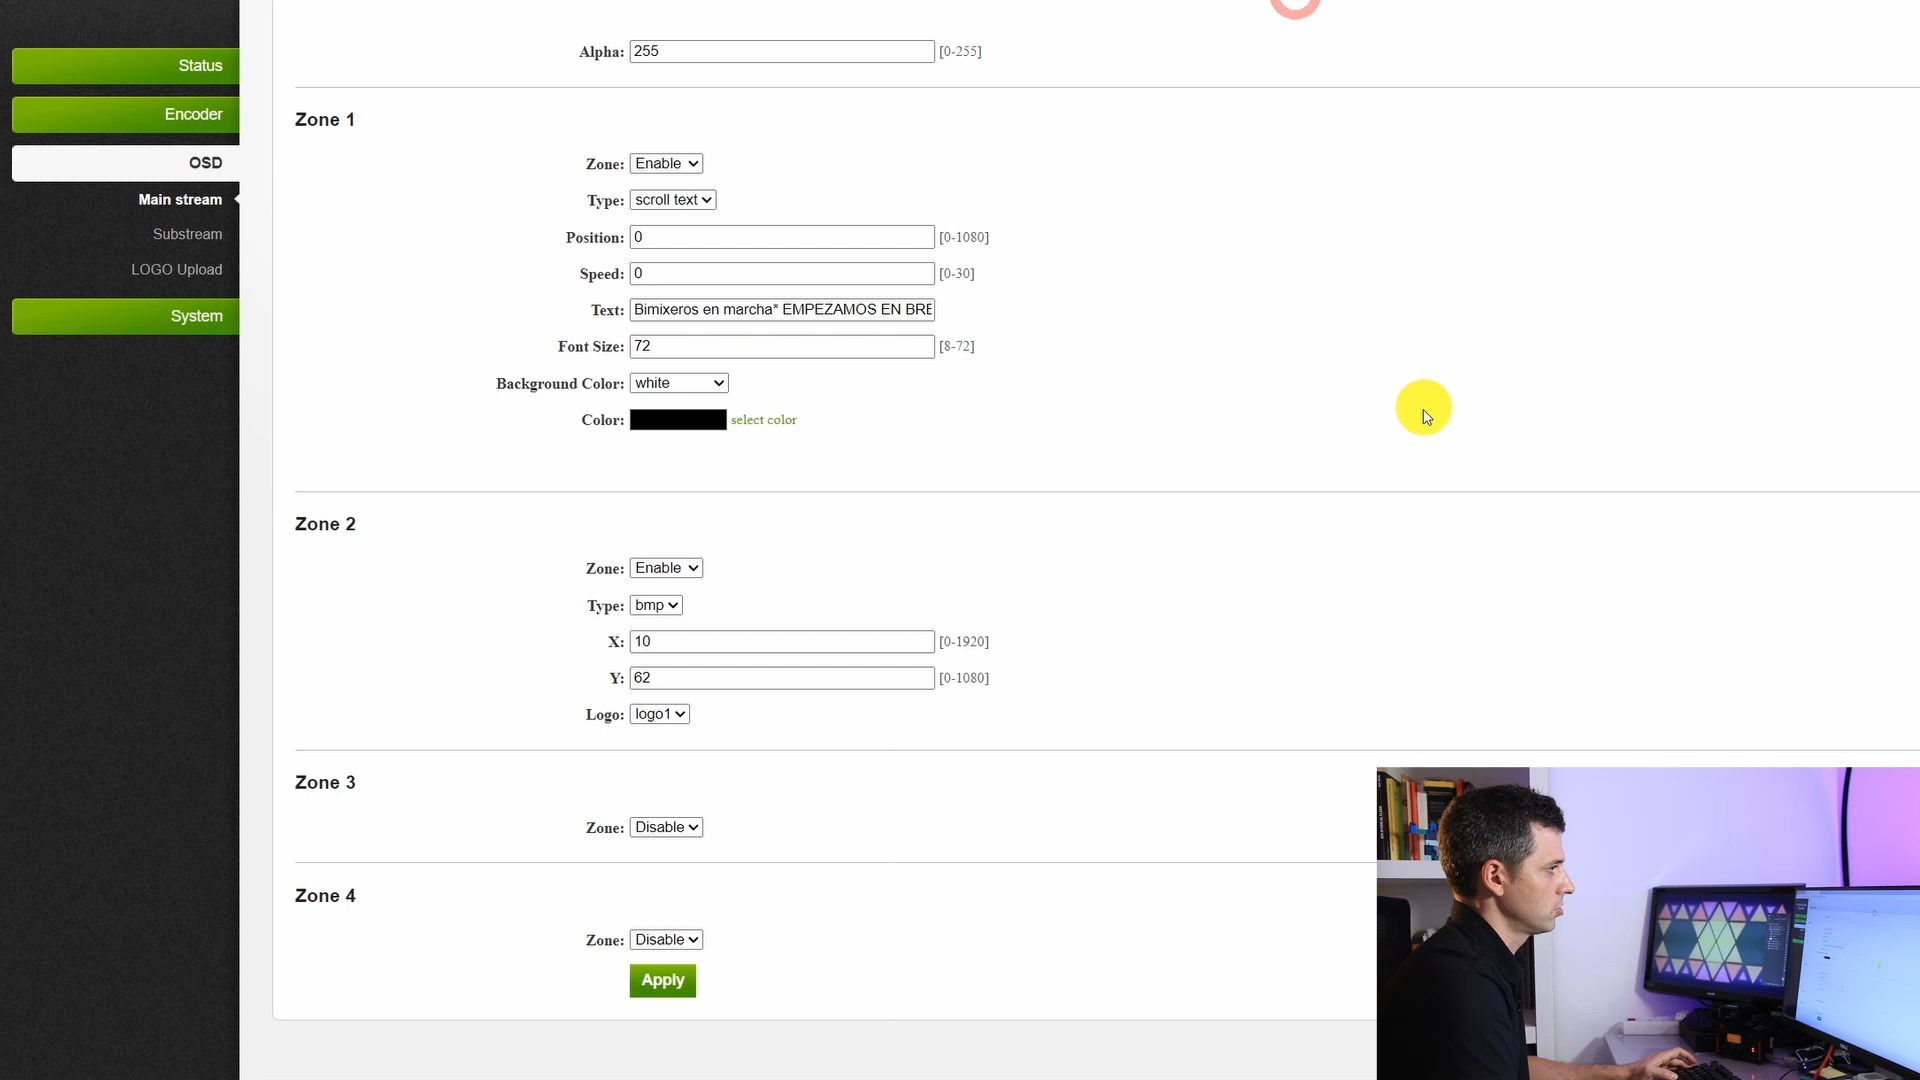 Status
Encoder
OSD
Main stream
Substream
LOGO Upload
System
Alpha: 255 [0-255]
Zone 1
Zone: Enable
Type: scroll text
Position: 0 [0-1080]
Speed: 0 [0-30]
Text: Bimixeros en marcha* EMPEZAMOS EN BRE
Font Size: 72 [8-72]
Background Color: white
Color: select color
Zone 2
Zone: Enable
Type: bmp
X: 10 [0-1920]
Y: 62 [0-1080]
Logo: logo1
Zone 3
Zone: Disable
Zone 4
Zone: Disable
Apply